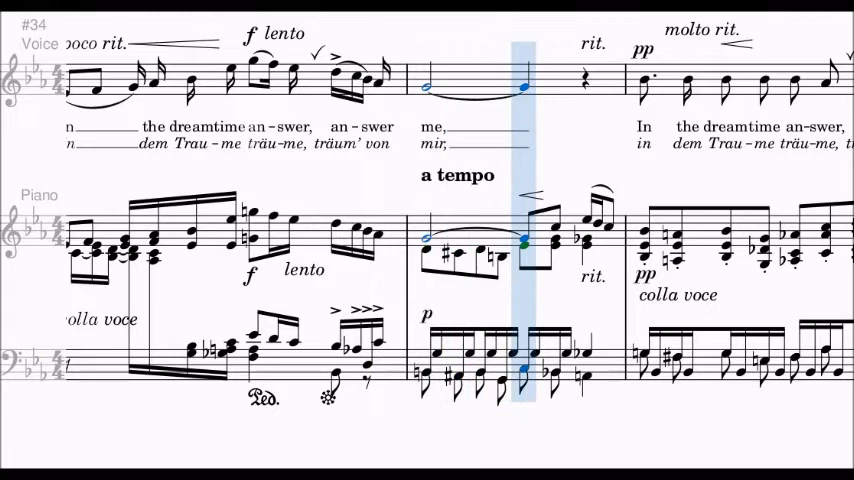 #34
Voice
poco rit.
f lento
rit.
molto rit.
pp
n the dreamtime an-swer, an-swer me, In the dreamtime an-swer,
n dem Trau-me träu-me, träum' von mir, in dem Trau-me träu-me, t
a tempo
Piano
f lento
rit.
pp
colla voce
colla voce
p
Ped.